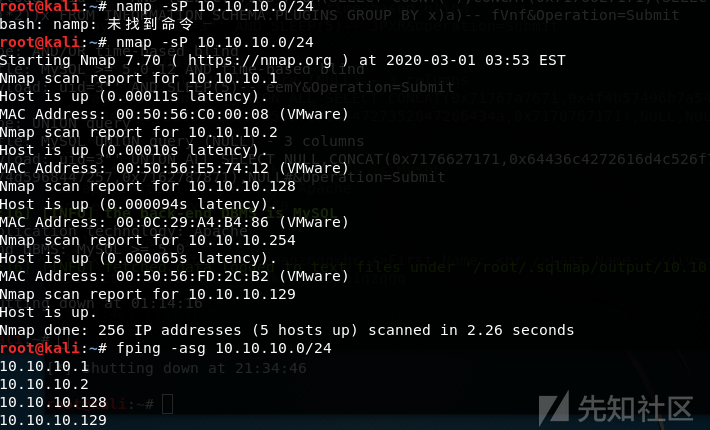 root@kali:~# namp -sP 10.10.10.0/24
bash: namp: 未找到命令
root@kali:~# nmap -sP 10.10.10.0/24
Starting Nmap 7.70 ( https://nmap.org ) at 2020-03-01 03:53 EST
Nmap scan report for 10.10.10.1
Host is up (0.00011s latency).
MAC Address: 00:50:56:C0:00:08 (VMware)
Nmap scan report for 10.10.10.2
Host is up (0.00010s latency).
MAC Address: 00:50:56:E5:74:12 (VMware)
Nmap scan report for 10.10.10.128
Host is up (0.000094s latency).
MAC Address: 00:0C:29:A4:B4:86 (VMware)
Nmap scan report for 10.10.10.254
Host is up (0.000065s latency).
MAC Address: 00:50:56:FD:2C:B2 (VMware)
Nmap scan report for 10.10.10.129
Host is up.
Nmap done: 256 IP addresses (5 hosts up) scanned in 2.26 seconds
root@kali:~# fping -asg 10.10.10.0/24
10.10.10.1
10.10.10.2
10.10.10.128
10.10.10.129
先知社区